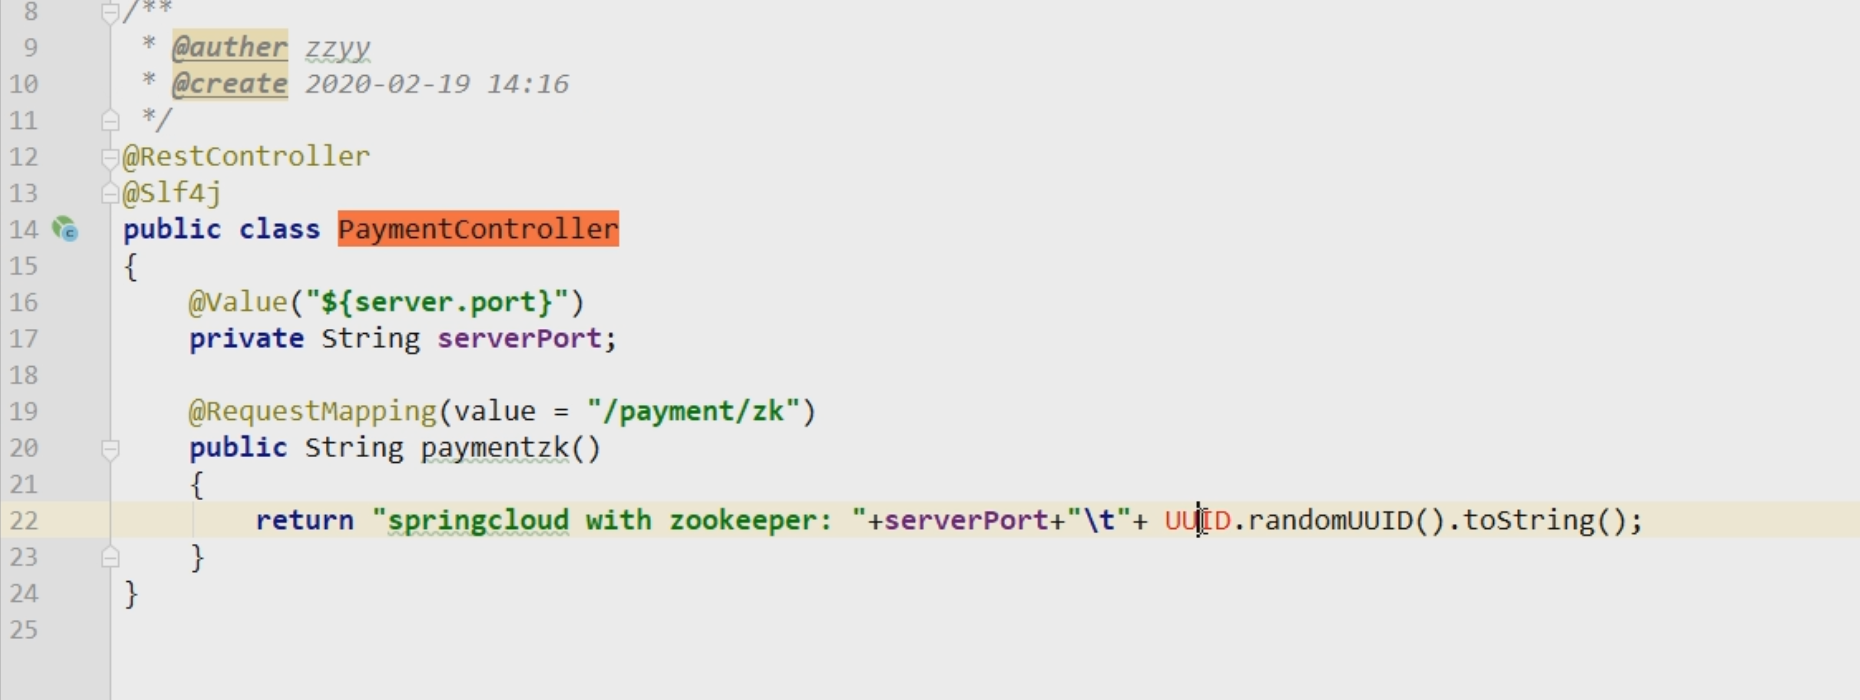 8 /**
9 * @auther zzyy
10 * @create 2020-02-19 14:16
11 */
12 @RestController
13 @Slf4j
14 public class PaymentController
15 {
16 @Value("${server.port}")
17 private String serverPort;
18
19 @RequestMapping(value = "/payment/zk")
20 public String paymentzk()
21 {
22 return "springcloud with zookeeper: "+serverPort+"\t"+ UUID.randomUUID().toString();
23 }
24 }
25